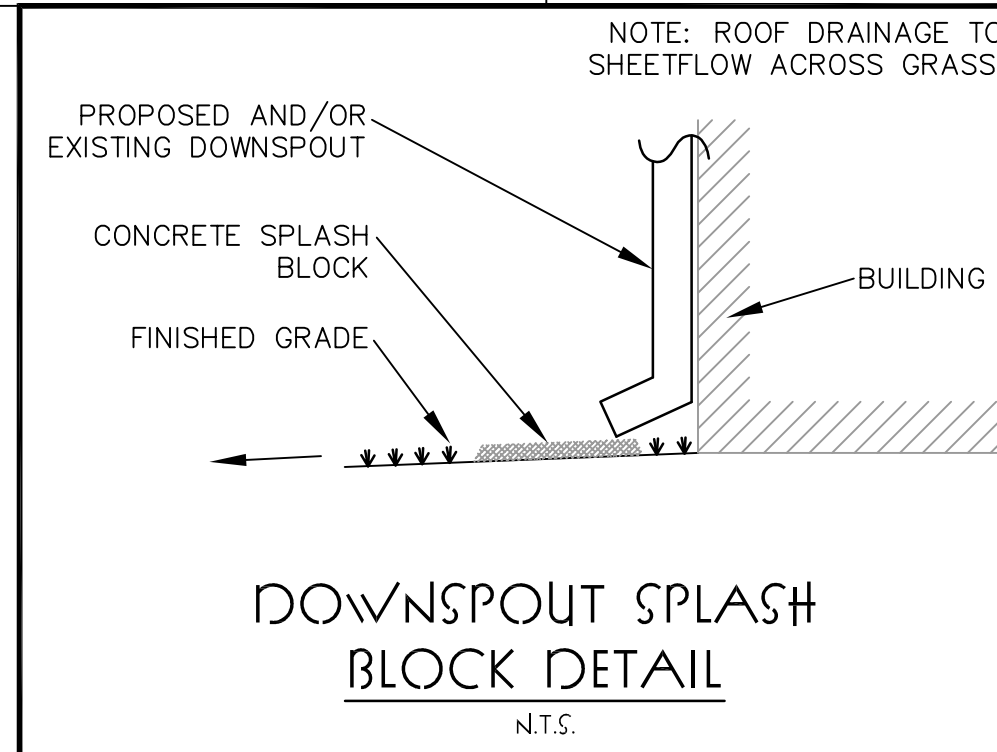 NOTE: ROOF DRAINAGE TO
SHEETFLOW ACROSS GRASS
PROPOSED AND/OR
EXISTING DOWNSPOUT
CONCRETE SPLASH
BLOCK
BUILDING
FINISHED GRADE
DOWNSPOUT SPLASH
BLOCK DETAIL
N.T.S.